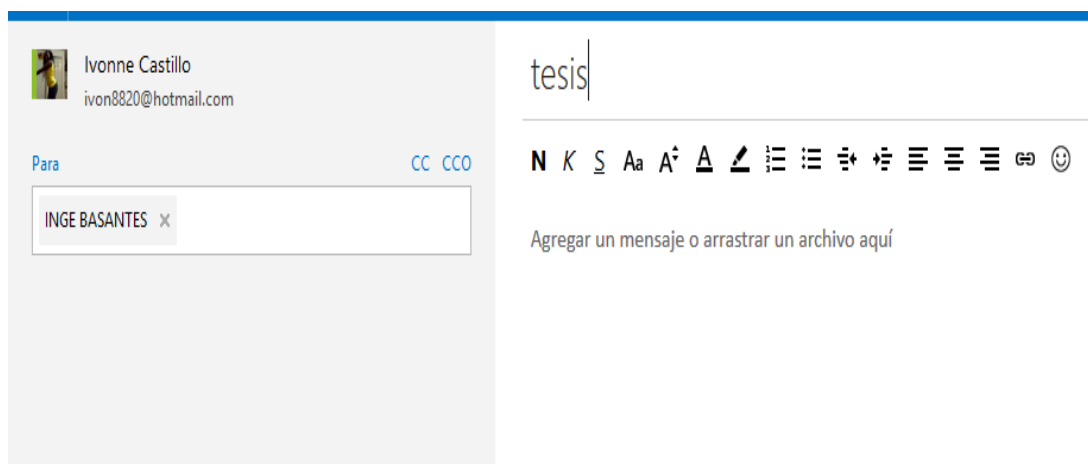 Ivonne Castillo
ivon8820@hotmail.com
Para CC CCO
INGE BASANTES ×
tesis
N K S Aa A A
Agregar un mensaje o arrastrar un archivo aquí